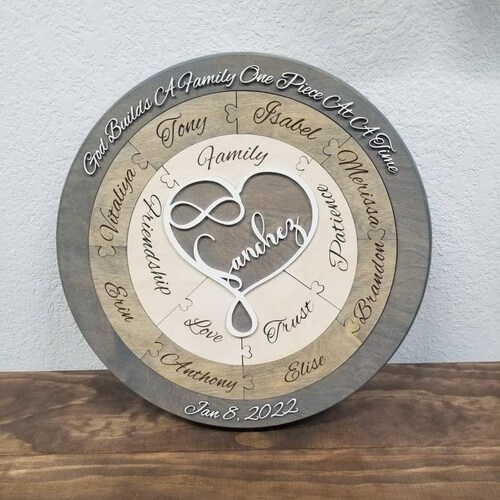 God Builds A Family One Piece At A Time
Tony
Isabel
Merissa
Brandon
Elise
Anthony
Erin
Vitaliya
Family
Patience
Trust
Love
Friendship
Sanchez
Jan 8, 2022